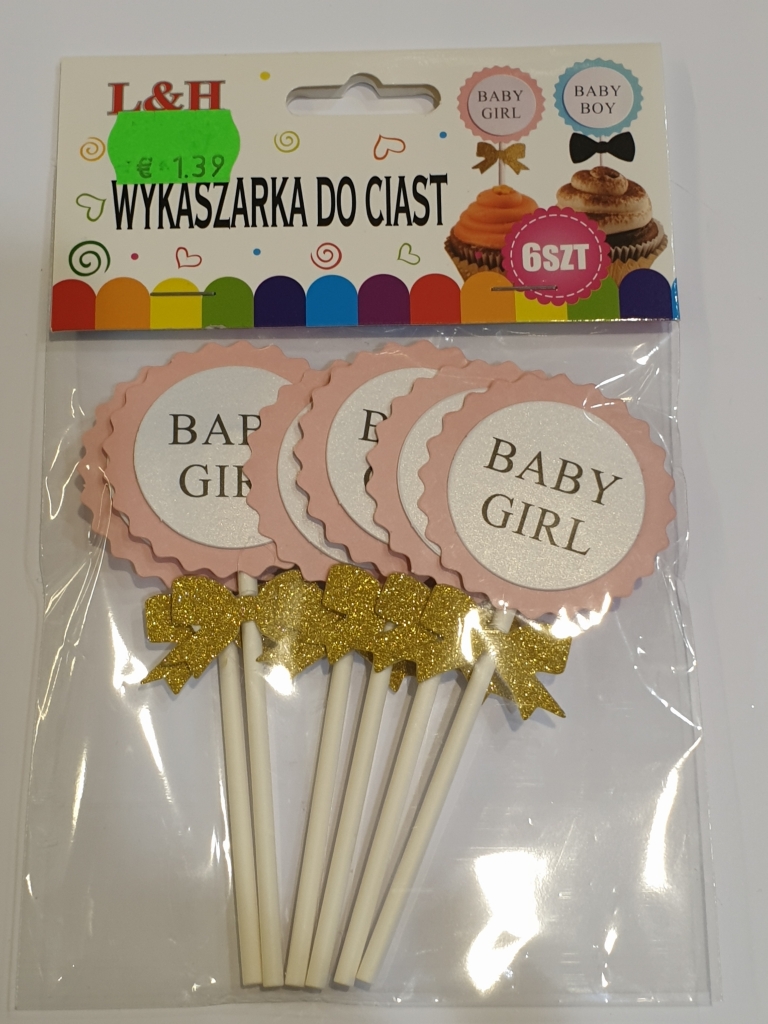 L&H
€ 1.39
WYKASZARKA DO CIAST
BABY
GIRL
BABY
BOY
6SZT
BABY
GIRL